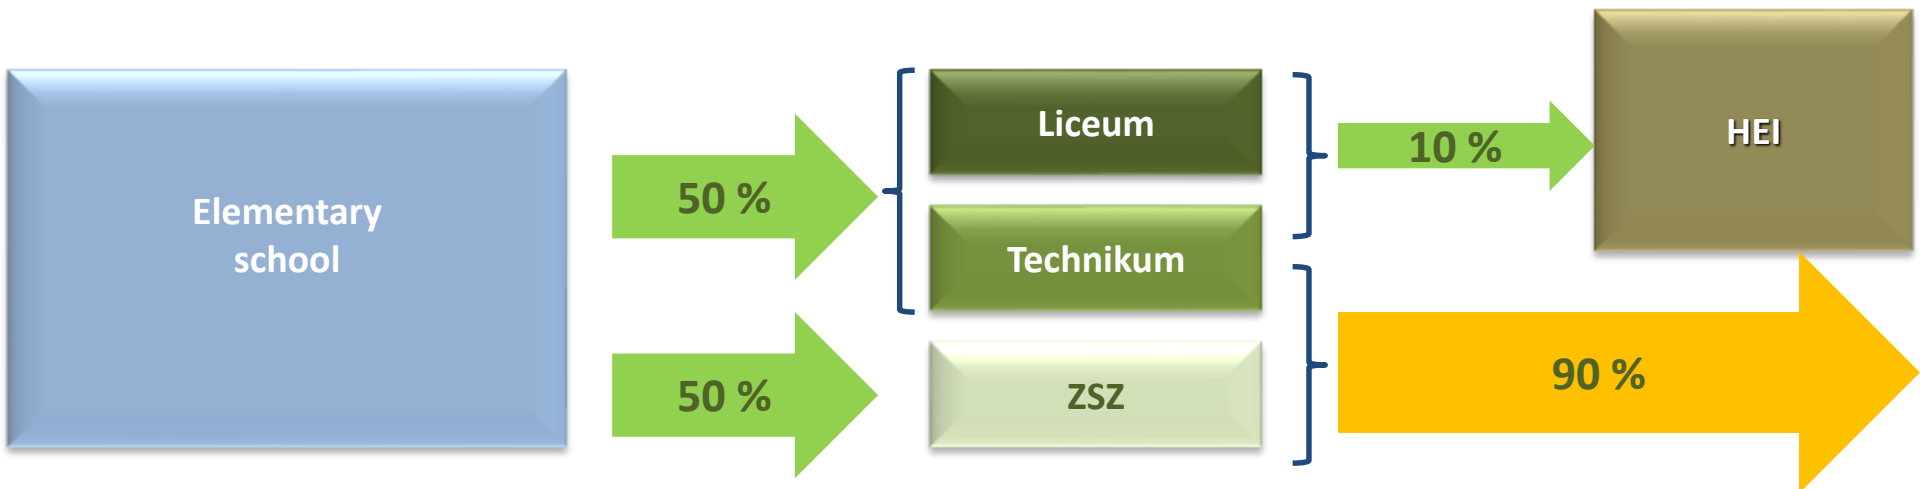 Elementary
school
50 %
50 %
Liceum
Technikum
ZSZ
10 %
90 %
HEI